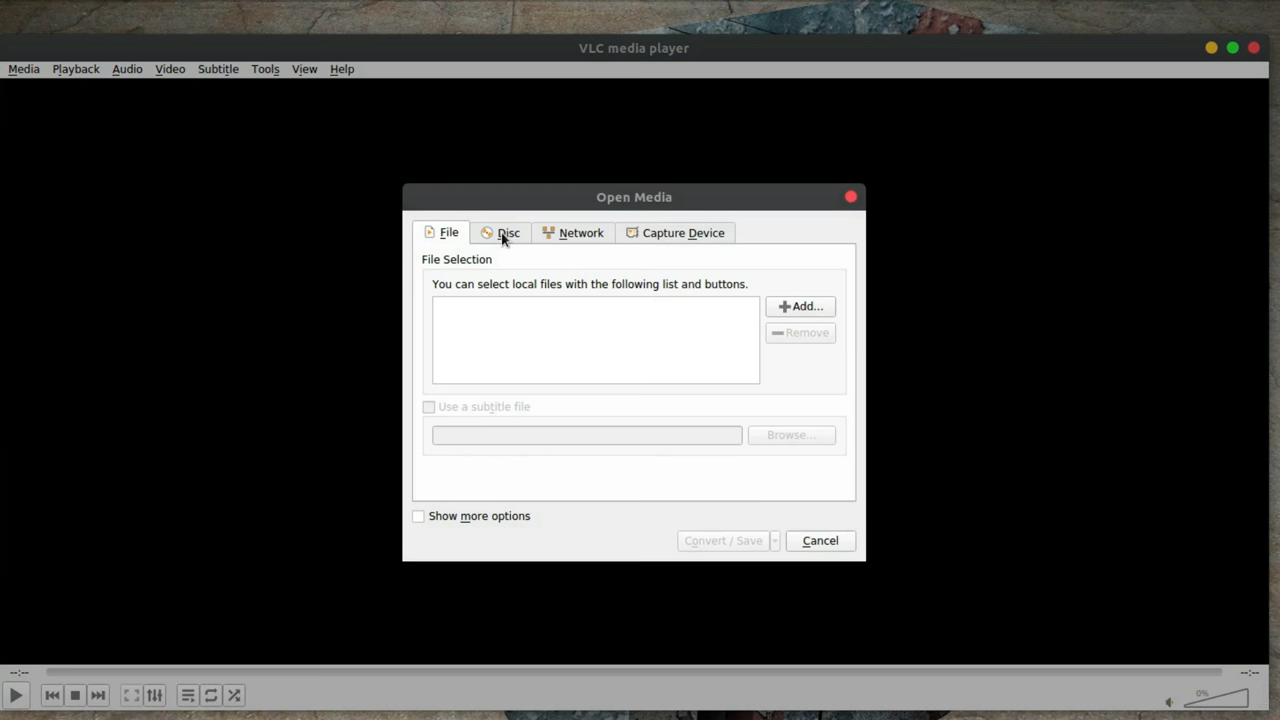 VLC media player
Media Playback Audio Video Subtitle Tools View Help
Open Media
File Disc Network Capture Device
File Selection
You can select local files with the following list and buttons.
Add...
Remove
Use a subtitle file
Browse...
Show more options
Convert / Save Cancel
--:-- --:--
0%